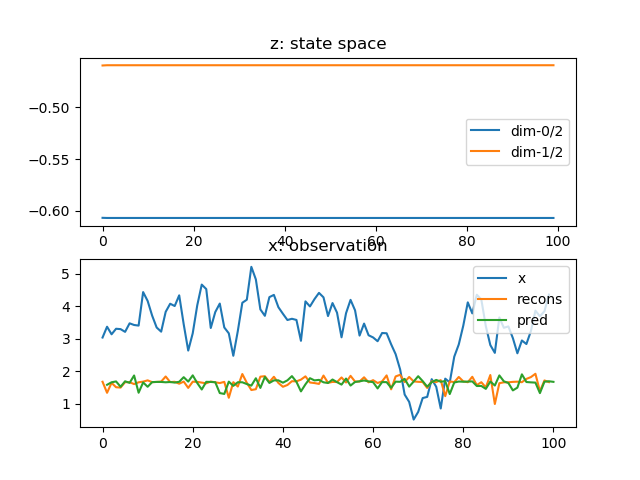 z: state space
−0.50
−0.55
−0.60
dim-0/2
dim-1/2
0 20 40 60 80 100
x: observation
5
4
3
2
1
x
recons
pred
0 20 40 60 80 100